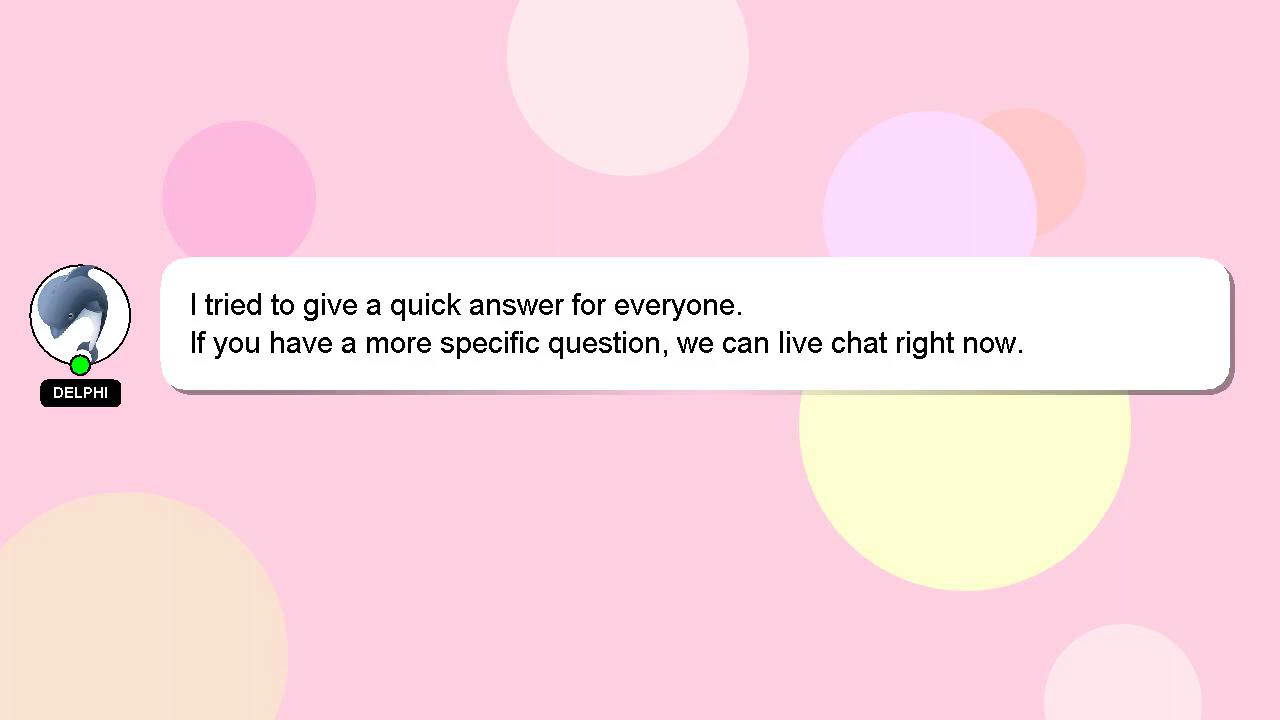 I tried to give a quick answer for everyone.
If you have a more specific question, we can live chat right now.
DELPHI